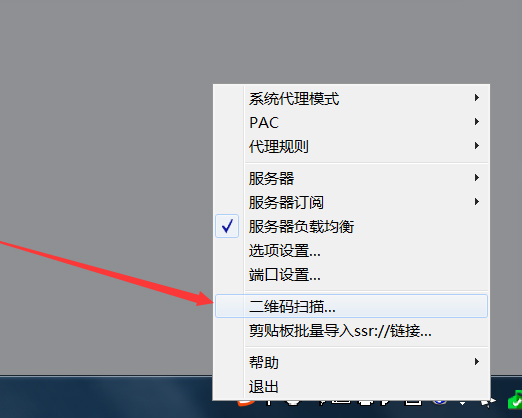 系统代理模式
PAC
代理规则
服务器
服务器订阅
服务器负载均衡
选项设置...
端口设置...
二维码扫描...
剪贴板批量导入ssr://链接...
帮助
退出